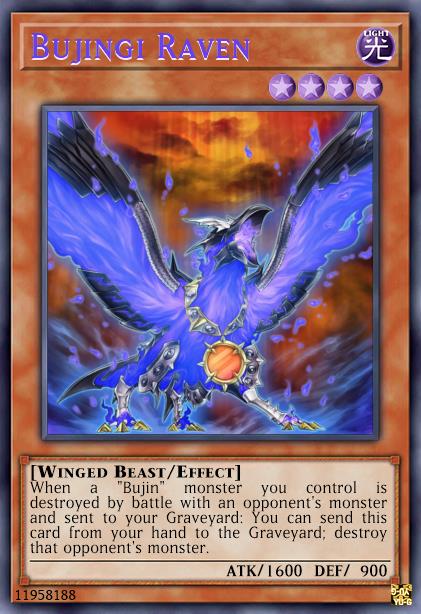 Bujingi Raven
LIGHT
光
[Winged Beast/Effect]
When a "Bujin" monster you control is
destroyed by battle with an opponent's monster
and sent to your Graveyard: You can send this
card from your hand to the Graveyard; destroy
that opponent's monster.
ATK/1600 DEF/ 900
11958188